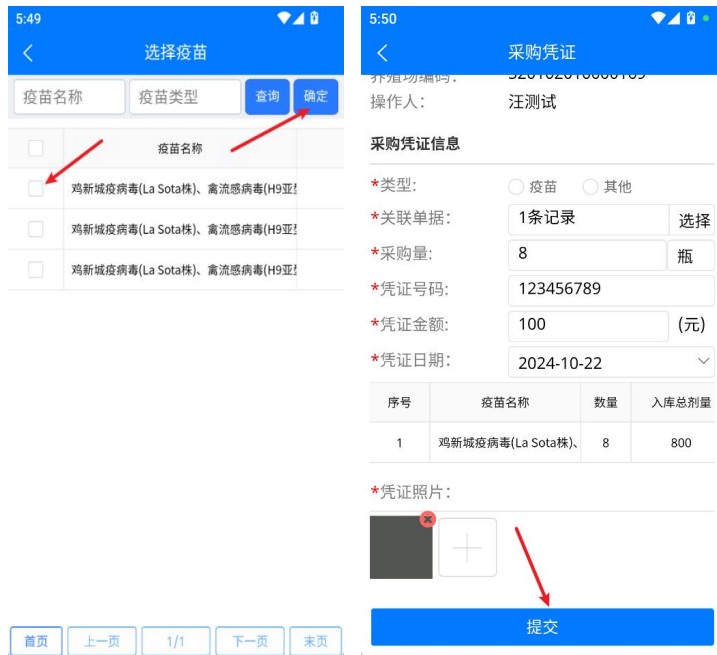 5:49
选择疫苗
疫苗名称 疫苗类型 查询 确定
疫苗名称
鸡新城疫病毒(La Sota株)、禽流感病毒(H9亚型
鸡新城疫病毒(La Sota株)、禽流感病毒(H9亚型
鸡新城疫病毒(La Sota株)、禽流感病毒(H9亚型
首页 上一页 1/1 下一页 末页
5:50
采购凭证
养殖场编码:
操作人: 汪测试
采购凭证信息
*类型: 疫苗 其他
*关联单据: 1条记录 选择
*采购量: 8 瓶
*凭证号码: 123456789
*凭证金额: 100 (元)
*凭证日期: 2024-10-22
序号 疫苗名称 数量 入库总剂量
1 鸡新城疫病毒(La Sota株)、 8 800
*凭证照片:
提交